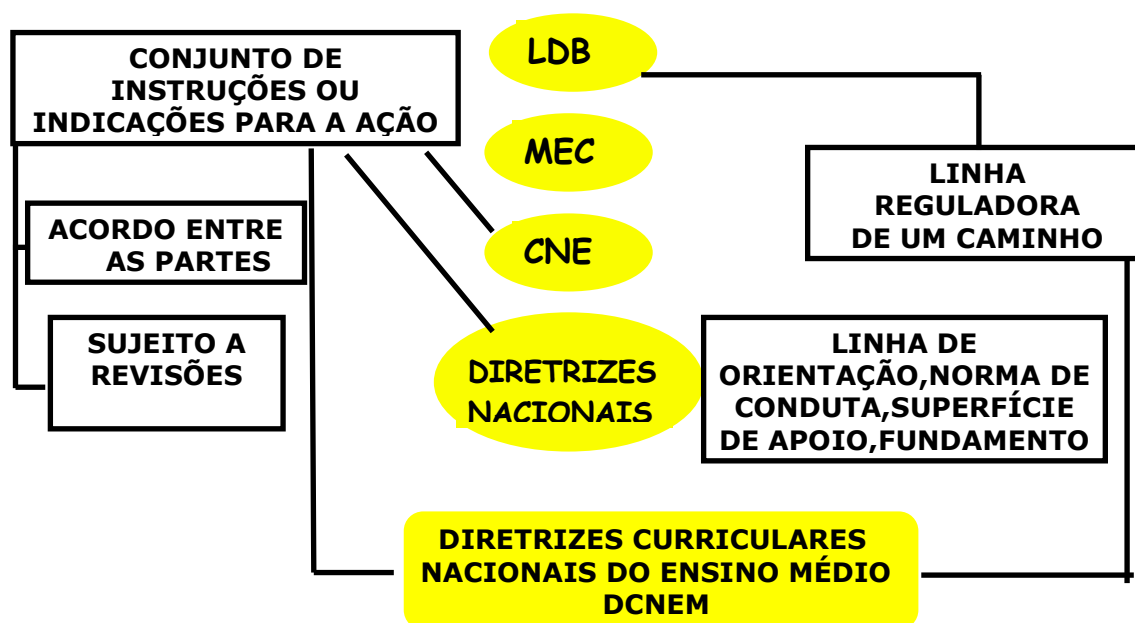 CONJUNTO DE
INSTRUÇÕES OU
INDICAÇÕES PARA A AÇÃO
ACORDO ENTRE
AS PARTES
SUJEITO A
REVISÕES
LDB
MEC
CNE
DIRETRIZES
NACIONAIS
LINHA
REGULADORA
DE UM CAMINHO
LINHA DE
ORIENTAÇÃO,NORMA DE
CONDUTA,SUPERFÍCIE
DE APOIO,FUNDAMENTO
DIRETRIZES CURRICULARES
NACIONAIS DO ENSINO MÉDIO
DCNEM